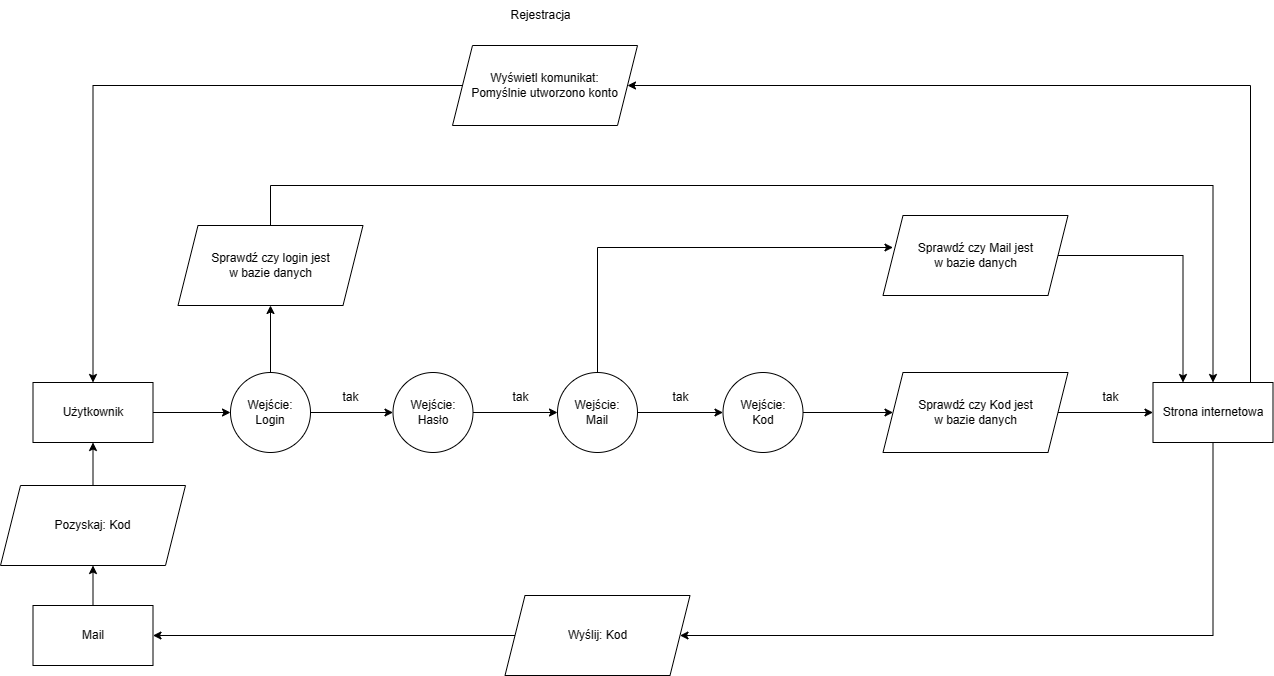 Rejestracja
Wyświetl komunikat:
Pomyślnie utworzono konto
Sprawdź czy login jest
w bazie danych
Sprawdź czy Mail jest
w bazie danych
Użytkownik
Wejście:
Login
tak
Wejście:
Hasło
tak
Wejście:
Mail
tak
Wejście:
Kod
Sprawdź czy Kod jest
w bazie danych
tak
Strona internetowa
Pozyskaj: Kod
Mail
Wyślij: Kod